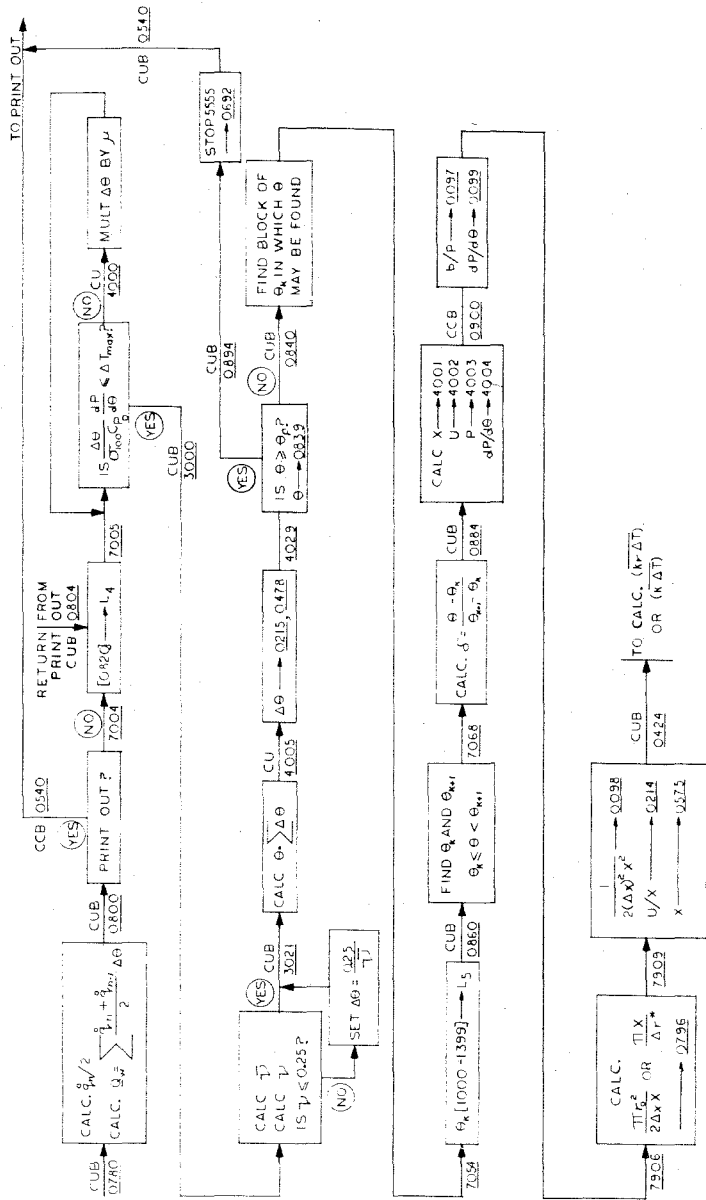 CUB
0780
CALC. q̊ₙ/2
CALC. Qₙ = ∑ (q̊ₙ + q̊ₙ₋₁)/2 Δθ
CUB
0800
PRINT OUT?
YES
CCB 0540
TO PRINT OUT
NO
7004
RETURN FROM
PRINT OUT
CUB 0804
[0820] → L₄
7005
IS Δθ/(σ₁₀₀ Cₚ) dP/dθ ≤ ΔTmax?
NO
CU
4000
MULT Δθ BY μ
YES
CUB
3000
CALC ν̅
CALC ν
IS ν ≤ 0.25?
NO
SET Δθ = 0.25/ν̅
YES
CUB
3021
CALC θ = ∑Δθ
CU
4005
Δθ → 0215, 0478
4029
IS θ ≥ θₚ?
θ → 0839
YES
CUB
0894
STOP 5555
→ 0692
CUB 0540
NO
CUB
0840
FIND BLOCK OF
θₖ IN WHICH θ
MAY BE FOUND
7054
θₖ [1000-1399] → L₅
CUB
0860
FIND θₖ AND θₖ₊₁
θₖ ≤ θ < θₖ₊₁
7068
CALC. δ = (θ - θₖ)/(θₖ₊₁ - θₖ)
CUB
0884
CALC X → 4001
U → 4002
P → 4003
dP/dθ → 4004
CCB
0900
b/P → 0097
dP/dθ → 0099
7906
CALC.
πr₀²/(2ΔxX) OR πX/Δr*
→ 0796
7909
1/(2(Δx)²X²) → 0098
U/X → 0214
X → 0575
CUB
0424
TO CALC. (kr ΔT)
OR (k ΔT)